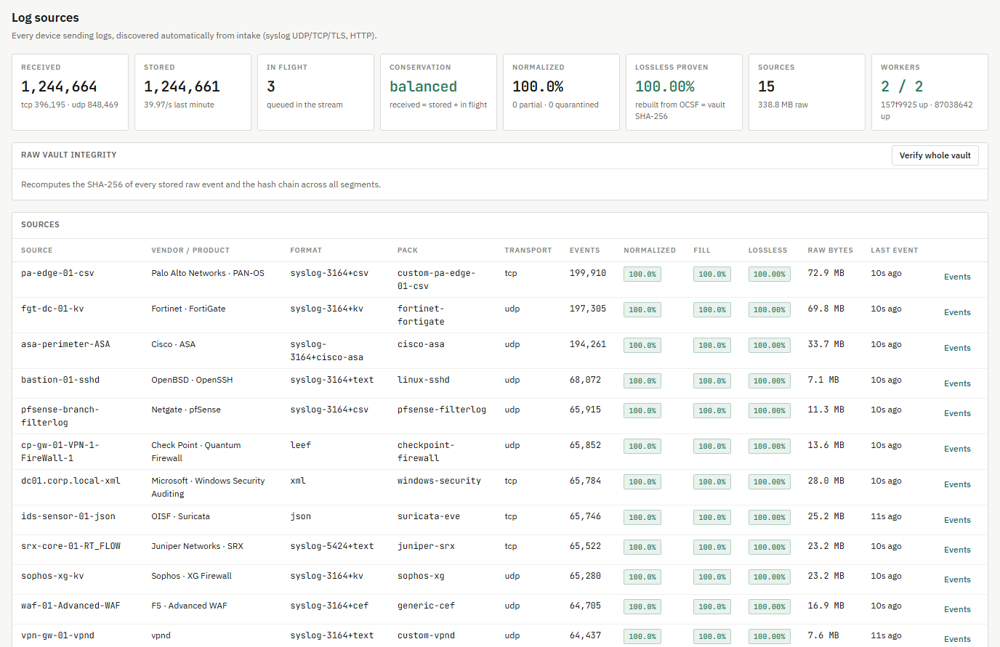 Log sources
Every device sending logs, discovered automatically from intake (syslog UDP/TCP/TLS, HTTP).
RECEIVED
1,244,664
tcp 396,195 · udp 848,469
STORED
1,244,661
39.97/s last minute
IN FLIGHT
3
queued in the stream
CONSERVATION
balanced
received = stored + in flight
NORMALIZED
100.0%
0 partial · 0 quarantined
LOSSLESS PROVEN
100.00%
rebuilt from OCSF = vault
SHA-256
SOURCES
15
338.8 MB raw
WORKERS
2 / 2
157f9925 up · 87038642
up
RAW VAULT INTEGRITY
Verify whole vault
Recomputes the SHA-256 of every stored raw event and the hash chain across all segments.
SOURCES
SOURCE VENDOR / PRODUCT FORMAT PACK TRANSPORT EVENTS NORMALIZED FILL LOSSLESS RAW BYTES LAST EVENT
pa-edge-01-csv Palo Alto Networks · PAN-OS syslog-3164+csv custom-pa-edge- tcp 199,910 100.0% 100.0% 100.00% 72.9 MB 10s ago Events
01-csv
fgt-dc-01-kv Fortinet · FortiGate syslog-3164+kv fortinet- udp 197,305 100.0% 100.0% 100.00% 69.8 MB 10s ago Events
fortigate
asa-perimeter-ASA Cisco · ASA syslog- cisco-asa udp 194,261 100.0% 100.0% 100.00% 33.7 MB 10s ago Events
3164+cisco-asa
bastion-01-sshd OpenBSD · OpenSSH syslog-3164+text linux-sshd udp 68,072 100.0% 100.0% 100.00% 7.1 MB 10s ago Events
pfsense-branch- Netgate · pfSense syslog-3164+csv pfsense-filterlog udp 65,915 100.0% 100.0% 100.00% 11.3 MB 10s ago Events
filterlog
cp-gw-01-VPN-1- Check Point · Quantum leef checkpoint- udp 65,852 100.0% 100.0% 100.00% 13.6 MB 10s ago Events
FireWall-1 Firewall firewall
dc01.corp.local-xml Microsoft · Windows Security xml windows-security tcp 65,784 100.0% 100.0% 100.00% 28.0 MB 10s ago Events
Auditing
ids-sensor-01-json OISF · Suricata json suricata-eve tcp 65,746 100.0% 100.0% 100.00% 25.2 MB 11s ago Events
srx-core-01-RT_FLOW Juniper Networks · SRX syslog-5424+text juniper-srx tcp 65,522 100.0% 100.0% 100.00% 23.2 MB 10s ago Events
sophos-xg-kv Sophos · XG Firewall syslog-3164+kv sophos-xg udp 65,280 100.0% 100.0% 100.00% 23.2 MB 10s ago Events
waf-01-Advanced-WAF F5 · Advanced WAF syslog-3164+cef generic-cef udp 64,705 100.0% 100.0% 100.00% 16.9 MB 10s ago Events
vpn-gw-01-vpnd vpnd syslog-3164+text custom-vpnd udp 64,437 100.0% 100.0% 100.00% 7.6 MB 11s ago Events